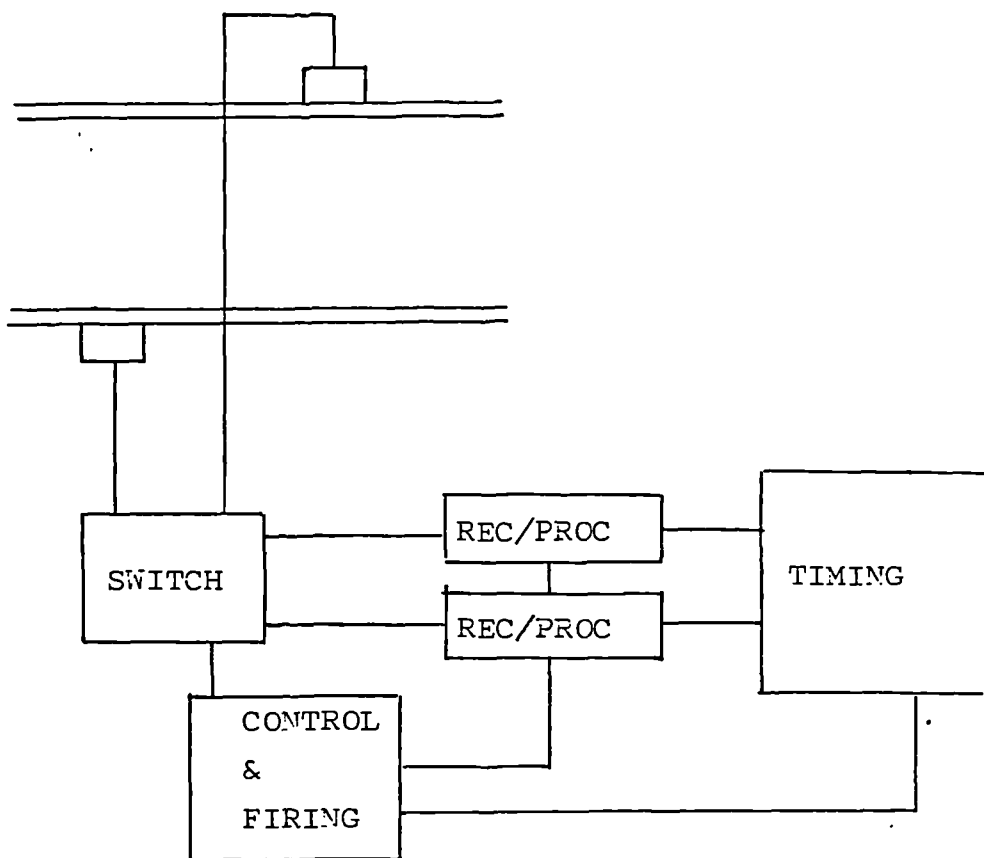 REC/PROC
SWITCH
TIMING
REC/PROC
CONTROL
&
FIRING